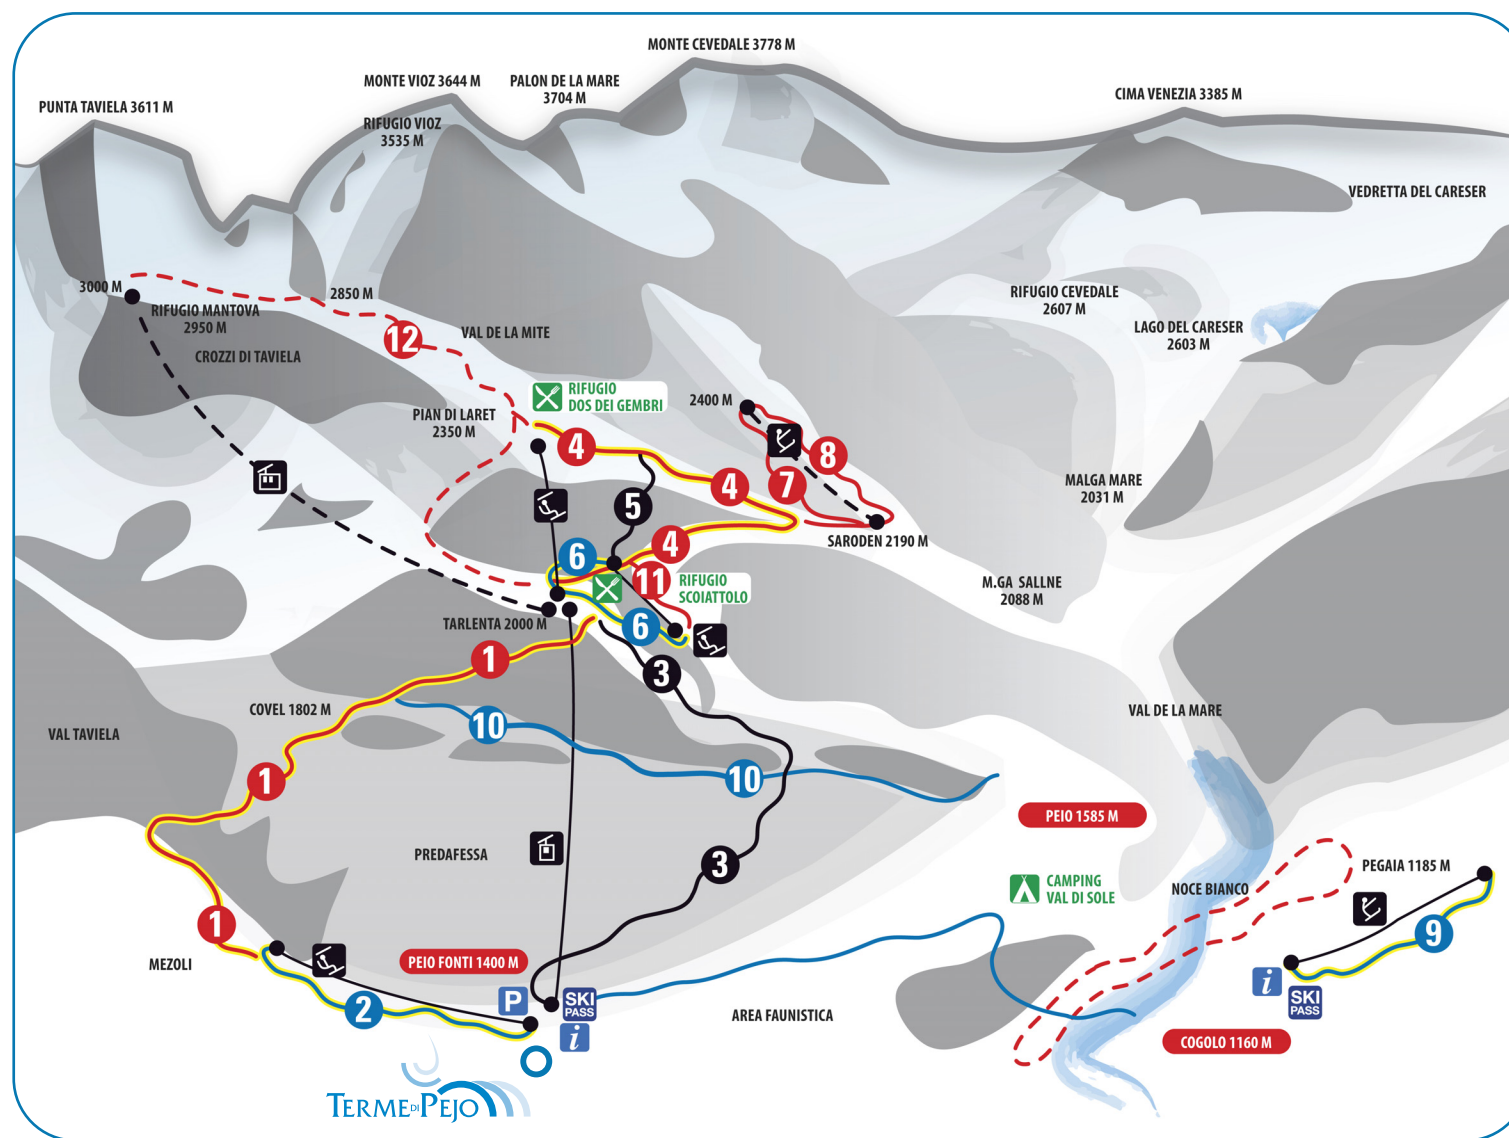 MONTE CEVEDALE 3778 M
MONTE VIOZ 3644 M
PALON DE LA MARE
3704 M
CIMA VENEZIA 3385 M
PUNTA TAVIELA 3611 M
RIFUGIO VIOZ
3535 M
VEDRETTA DEL CARESER
3000 M
2850 M
RIFUGIO MANTOVA
2950 M
RIFUGIO CEVEDALE
2607 M
LAGO DEL CARESER
2603 M
12
VAL DE LA MITE
CROZZI DI TAVIELA
RIFUGIO
DOS DEI GEMBRI
2400 M
PIAN DI LARET
2350 M
4
8
4
7
5
MALGA MARE
2031 M
SARODEN 2190 M
4
6
11
RIFUGIO
SCOIATTOLO
M.GA SALLNE
2088 M
TARLENTA 2000 M
6
1
3
COVEL 1802 M
10
VAL DE LA MARE
VAL TAVIELA
1
10
PEIO 1585 M
PREDAFESSA
3
PEGAIA 1185 M
CAMPING
VAL DI SOLE
NOCE BIANCO
1
9
MEZOLI
PEIO FONTI 1400 M
i
SKI
PASS
P
SKI
PASS
2
AREA FAUNISTICA
i
COGOLO 1160 M
TERME DI PEJO